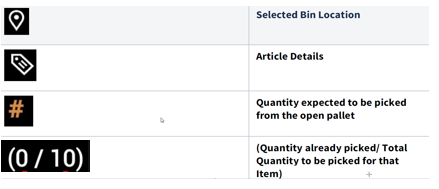 Selected Bin Location
Article Details
#
Quantity expected to be picked
from the open pallet
(0 / 10)
(Quantity already picked/ Total
Quantity to be picked for that
Item)